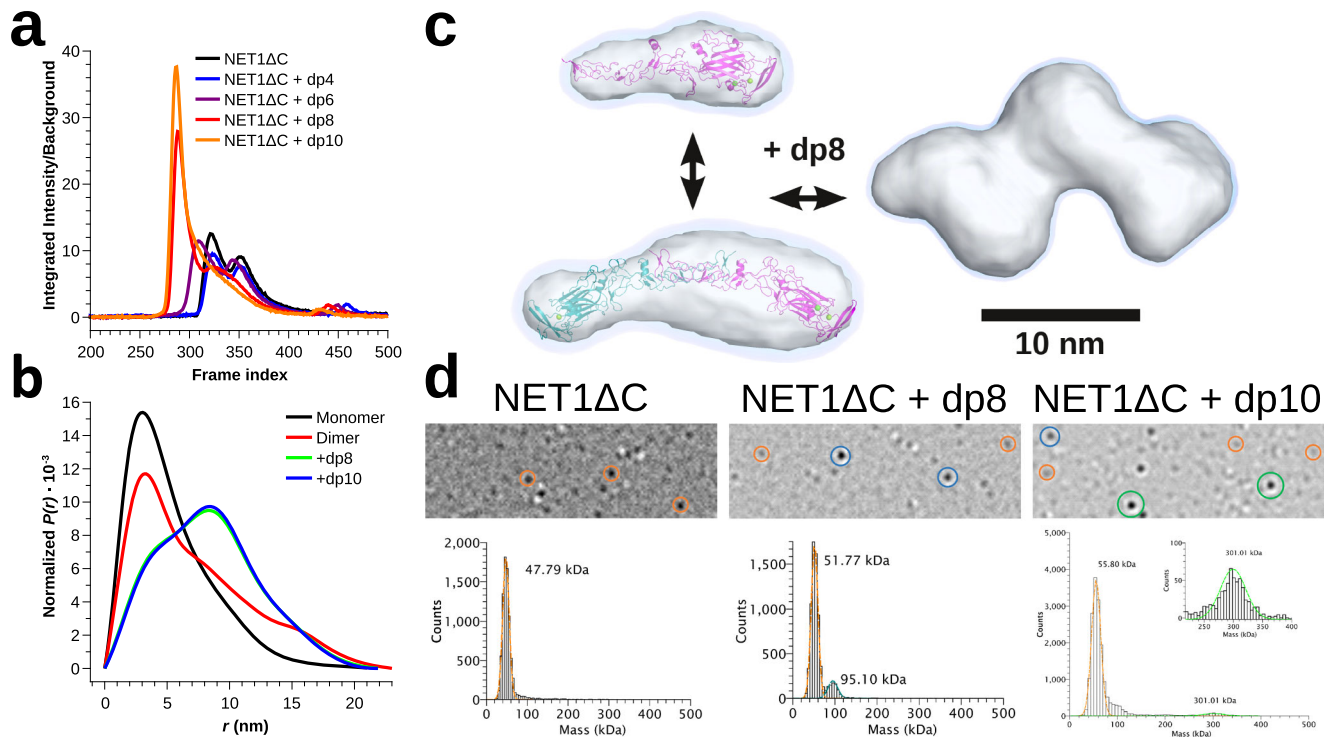 a
40
30
20
10
0
200
250
300
350
400
450
500
Integrated Intensity/Background
Frame index
NET1ΔC
NET1ΔC + dp4
NET1ΔC + dp6
NET1ΔC + dp8
NET1ΔC + dp10
b
16
14
12
10
8
6
4
2
0
0
5
10
15
20
Normalized P(r) · 10⁻³
r (nm)
Monomer
Dimer
+dp8
+dp10
c
+ dp8
10 nm
d
NET1ΔC
NET1ΔC + dp8
NET1ΔC + dp10
2,000
1,500
1,000
500
0
Counts
47.79 kDa
0
100
200
300
400
500
Mass (kDa)
1,500
1,000
500
0
Counts
51.77 kDa
95.10 kDa
0
100
200
300
400
500
Mass (kDa)
5,000
4,000
3,000
2,000
1,000
0
Counts
55.80 kDa
301.01 kDa
0
100
200
300
400
500
Mass (kDa)
100
50
0
Counts
301.01 kDa
250
300
350
400
Mass (kDa)